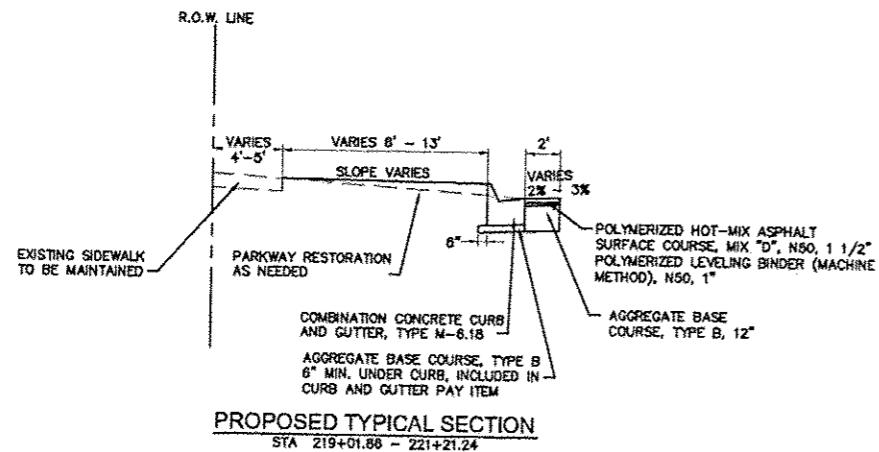 R.O.W. LINE
VARIES
4'-5'
VARIES 8' - 13'
2'
SLOPE VARIES
VARIES
2% - 3%
6"
EXISTING SIDEWALK
TO BE MAINTAINED
PARKWAY RESTORATION
AS NEEDED
POLYMERIZED HOT-MIX ASPHALT
SURFACE COURSE, MIX "D", N50, 1 1/2"
POLYMERIZED LEVELING BINDER (MACHINE
METHOD), N50, 1"
COMBINATION CONCRETE CURB
AND GUTTER, TYPE M-6.18
AGGREGATE BASE
COURSE, TYPE B, 12"
AGGREGATE BASE COURSE, TYPE B
6" MIN. UNDER CURB, INCLUDED IN
CURB AND GUTTER PAY ITEM
PROPOSED TYPICAL SECTION
STA 219+01.88 - 221+21.24